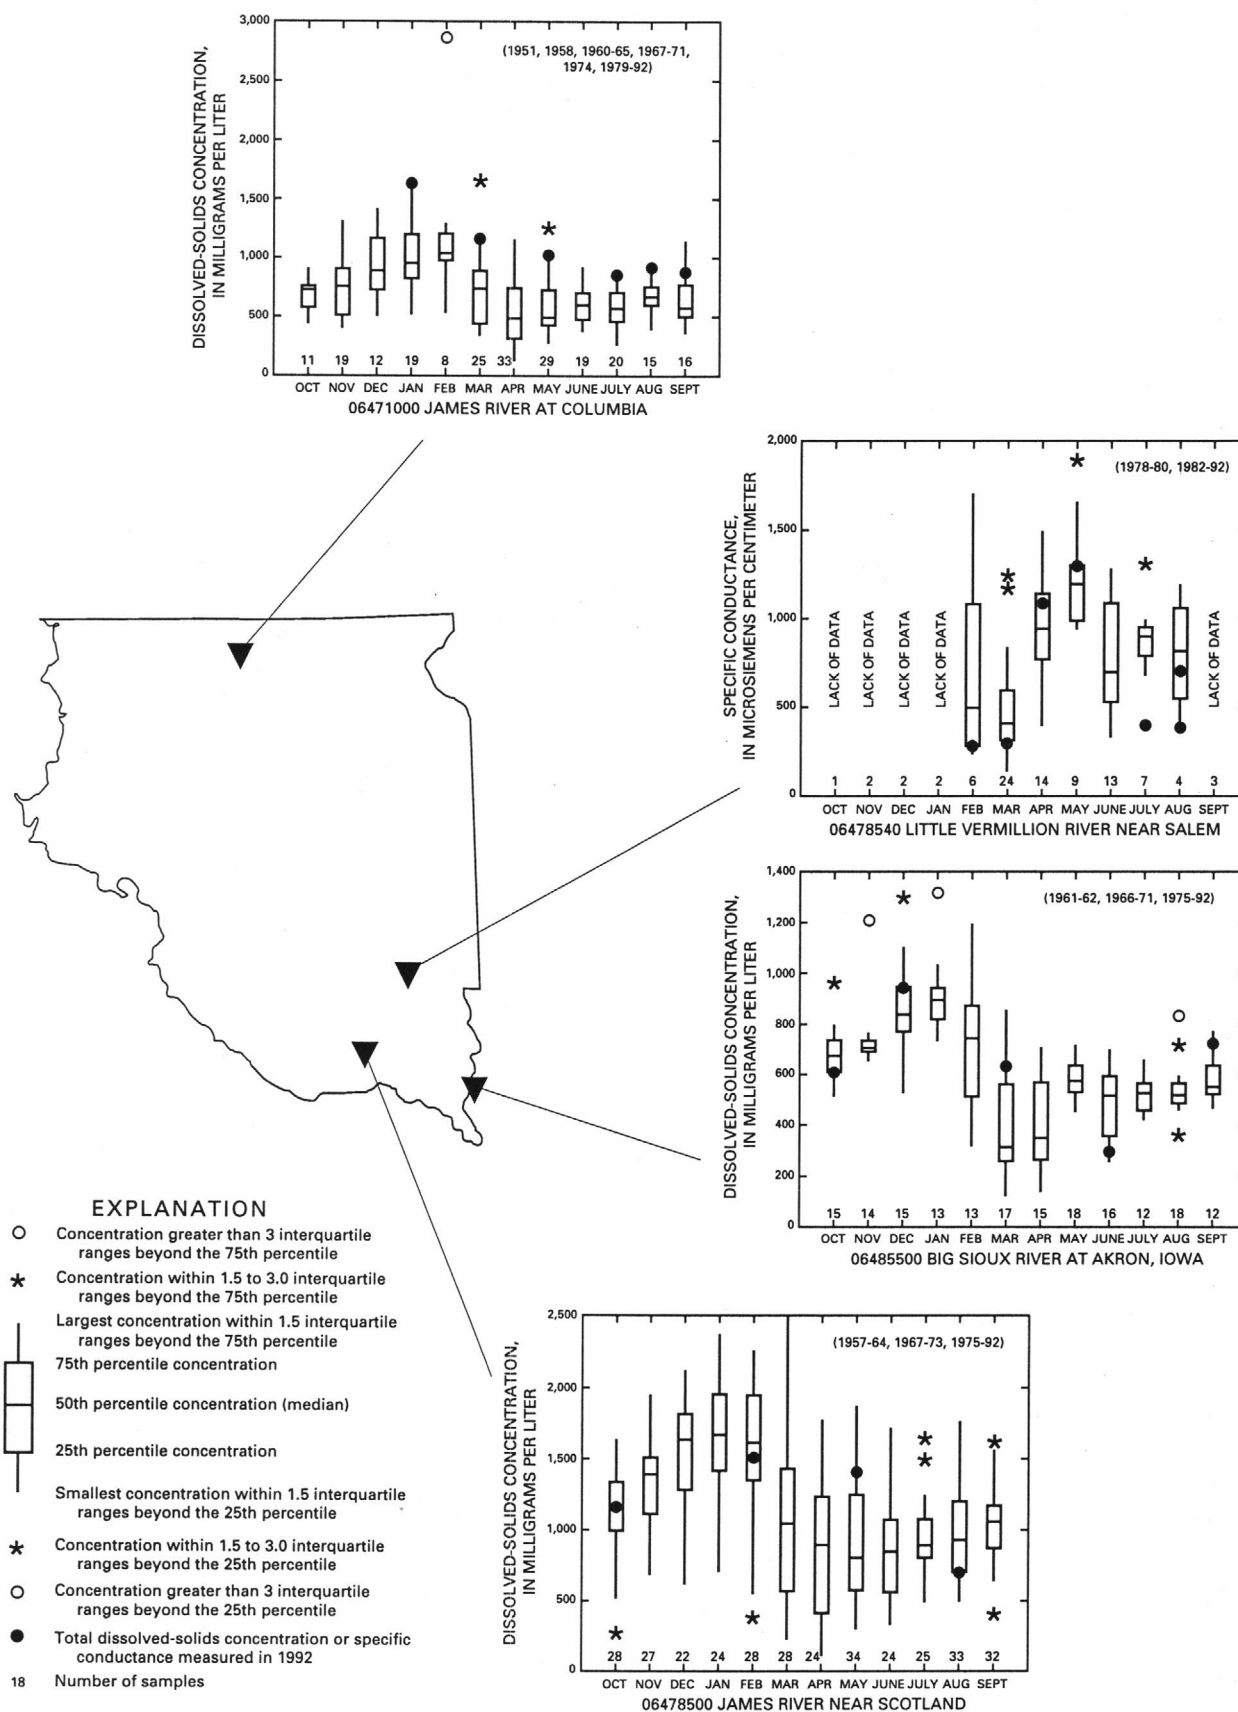 DISSOLVED-SOLIDS CONCENTRATION,
IN MILLIGRAMS PER LITER
3,000
2,500
2,000
1,500
1,000
500
0
(1951, 1958, 1960-65, 1967-71,
1974, 1979-92)
11 19 12 19 8 25 33 29 19 20 15 16
OCT NOV DEC JAN FEB MAR APR MAY JUNE JULY AUG SEPT
06471000 JAMES RIVER AT COLUMBIA
SPECIFIC CONDUCTANCE,
IN MICROSIEMENS PER CENTIMETER
2,000
1,500
1,000
500
0
(1978-80, 1982-92)
LACK OF DATA
LACK OF DATA
LACK OF DATA
LACK OF DATA
LACK OF DATA
1 2 2 2 6 24 14 9 13 7 4 3
OCT NOV DEC JAN FEB MAR APR MAY JUNE JULY AUG SEPT
06478540 LITTLE VERMILLION RIVER NEAR SALEM
DISSOLVED-SOLIDS CONCENTRATION,
IN MILLIGRAMS PER LITER
1,400
1,200
1,000
800
600
400
200
0
(1961-62, 1966-71, 1975-92)
15 14 15 13 13 17 15 18 16 12 18 12
OCT NOV DEC JAN FEB MAR APR MAY JUNE JULY AUG SEPT
06485500 BIG SIOUX RIVER AT AKRON, IOWA
EXPLANATION
Concentration greater than 3 interquartile
ranges beyond the 75th percentile
Concentration within 1.5 to 3.0 interquartile
ranges beyond the 75th percentile
Largest concentration within 1.5 interquartile
ranges beyond the 75th percentile
75th percentile concentration
50th percentile concentration (median)
25th percentile concentration
Smallest concentration within 1.5 interquartile
ranges beyond the 25th percentile
Concentration within 1.5 to 3.0 interquartile
ranges beyond the 25th percentile
Concentration greater than 3 interquartile
ranges beyond the 25th percentile
Total dissolved-solids concentration or specific
conductance measured in 1992
18 Number of samples
DISSOLVED-SOLIDS CONCENTRATION,
IN MILLIGRAMS PER LITER
2,500
2,000
1,500
1,000
500
0
(1957-64, 1967-73, 1975-92)
28 27 22 24 28 28 24 34 24 25 33 32
OCT NOV DEC JAN FEB MAR APR MAY JUNE JULY AUG SEPT
06478500 JAMES RIVER NEAR SCOTLAND